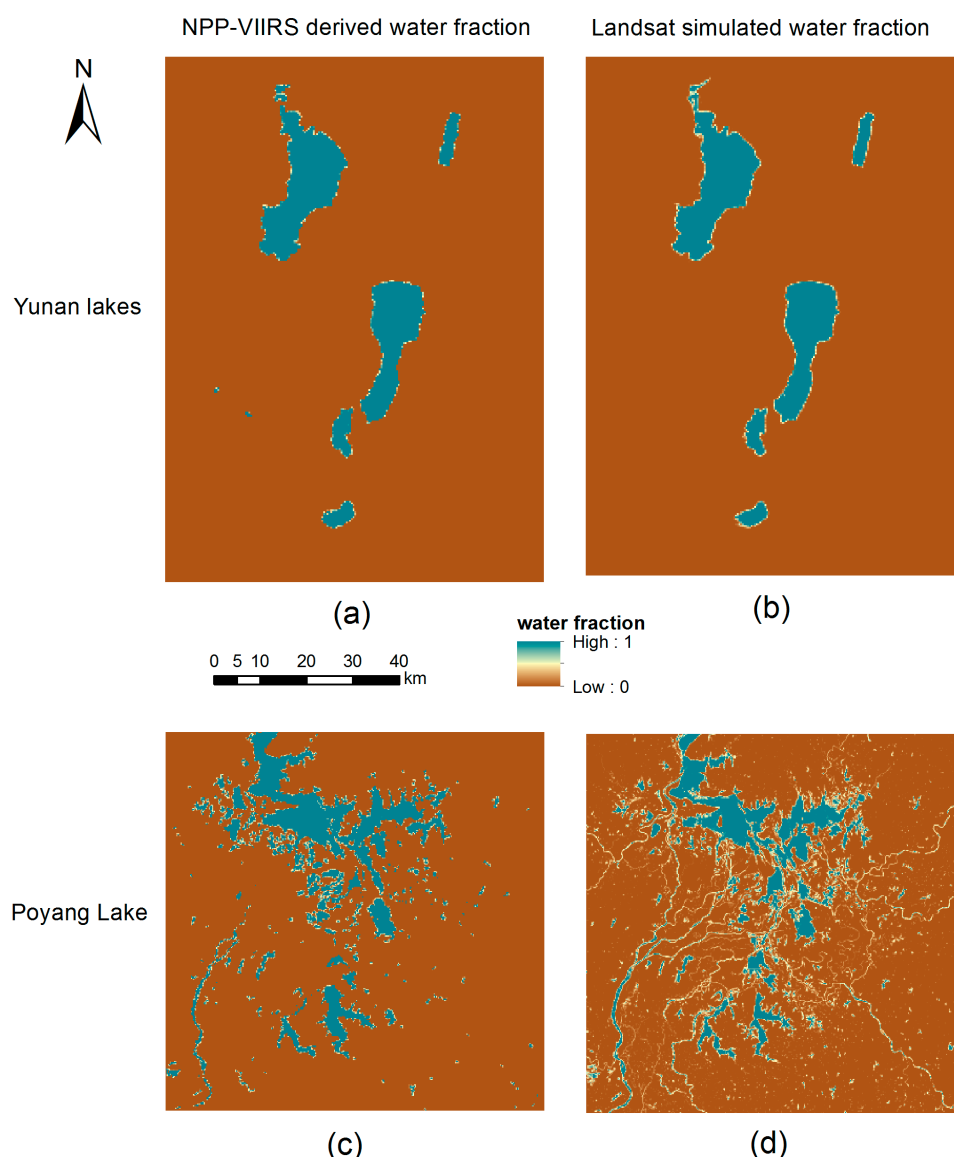 NPP-VIIRS derived water fraction
Landsat simulated water fraction
N
Yunan lakes
(a)
(b)
water fraction
High : 1
Low : 0
0 5 10 20 30 40
km
Poyang Lake
(c)
(d)